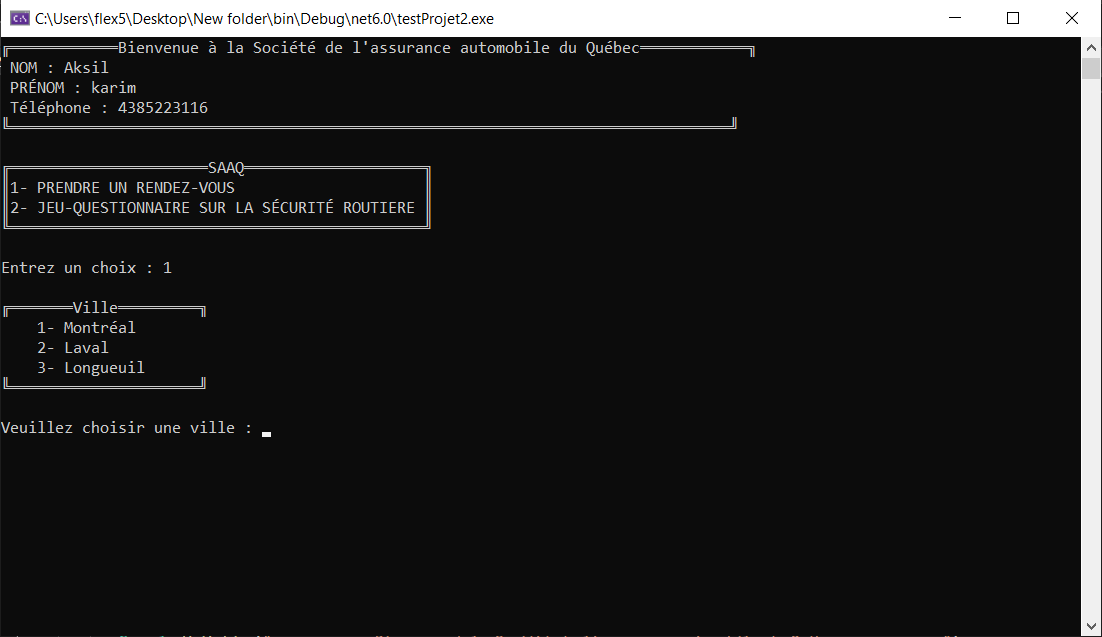 C:\Users\flex5\Desktop\New folder\bin\Debug\net6.0\testProjet2.exe
Bienvenue à la Société de l'assurance automobile du Québec
NOM : Aksil
PRÉNOM : karim
Téléphone : 4385223116
SAAQ
1- PRENDRE UN RENDEZ-VOUS
2- JEU-QUESTIONNAIRE SUR LA SÉCURITÉ ROUTIERE
Entrez un choix : 1
Ville
1- Montréal
2- Laval
3- Longueuil
Veuillez choisir une ville :